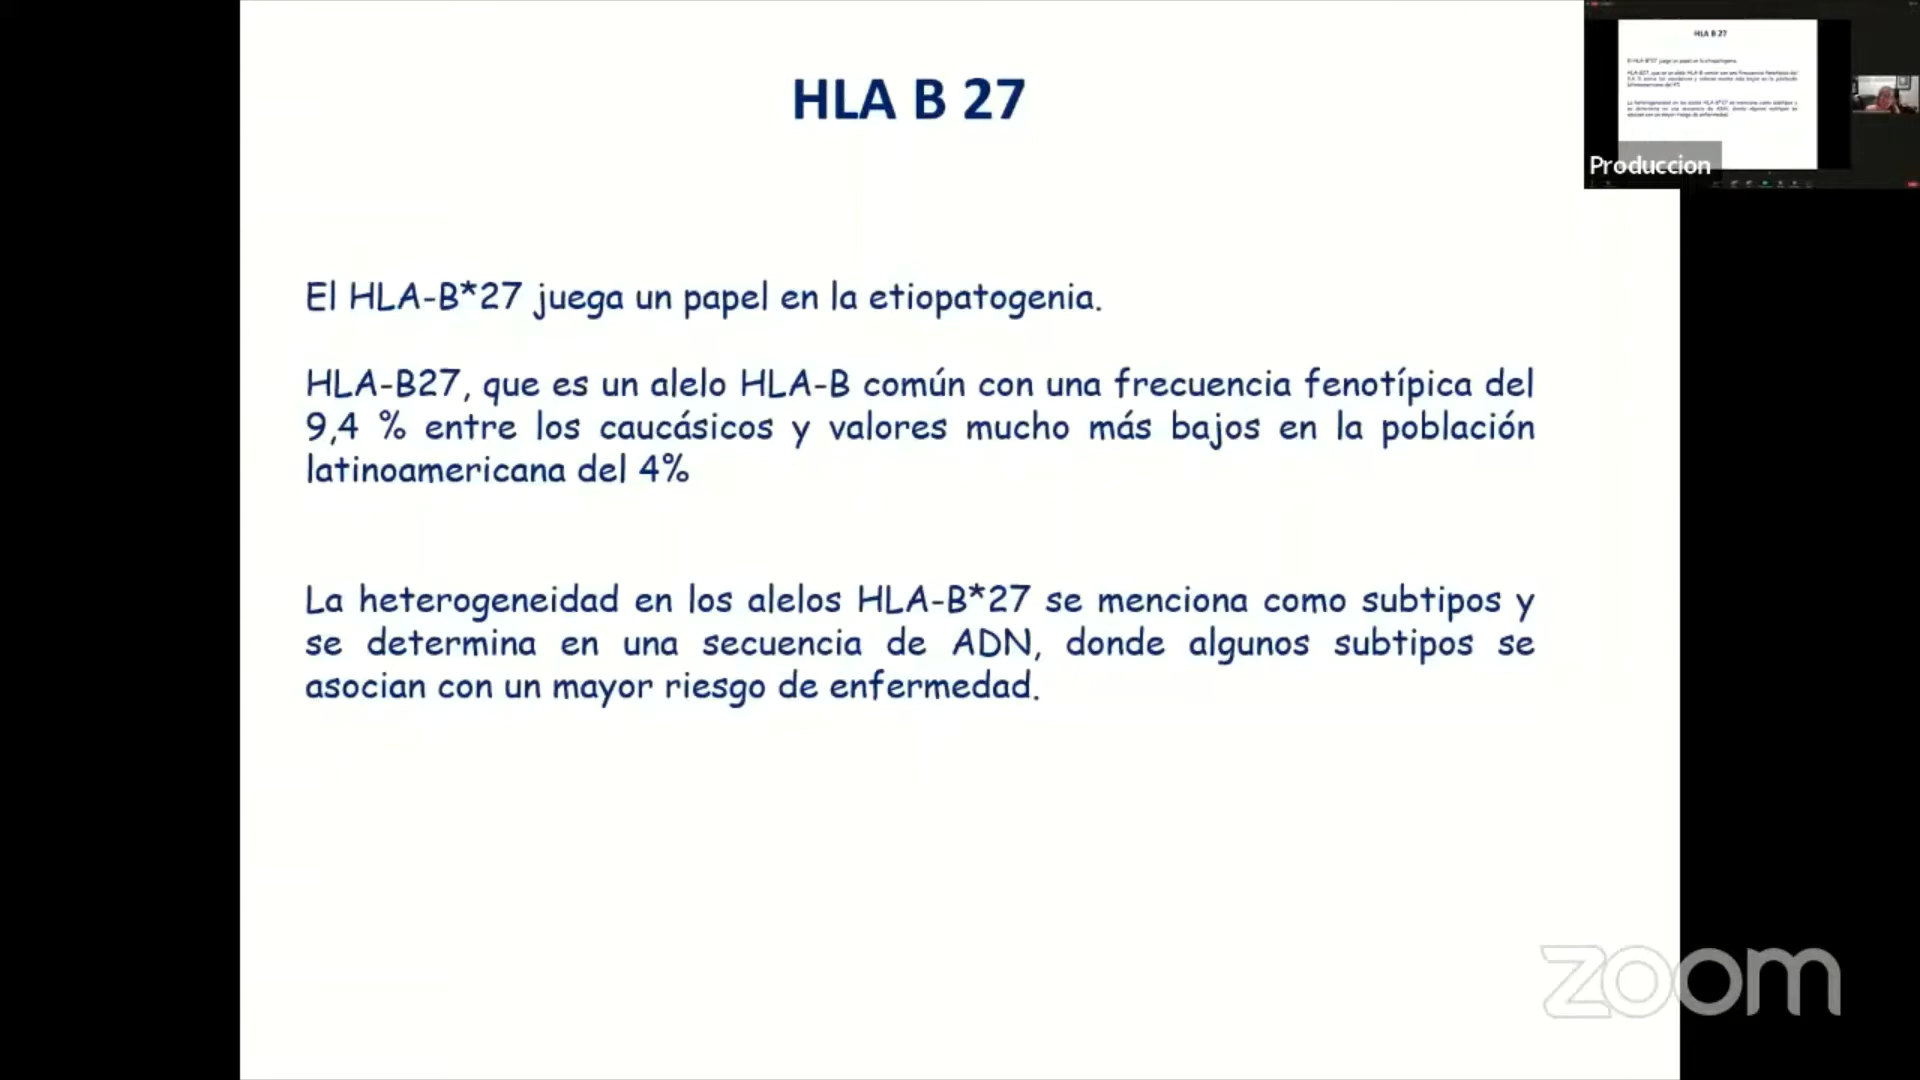 HLA B 27
El HLA-B*27 juega un papel en la etiopatogenia.
HLA-B27, que es un alelo HLA-B común con una frecuencia fenotípica del
9,4 % entre los caucásicos y valores mucho más bajos en la población
latinoamericana del 4%
La heterogeneidad en los alelos HLA-B*27 se menciona como subtipos y
se determina en una secuencia de ADN, donde algunos subtipos se
asocian con un mayor riesgo de enfermedad.
HLA B 27
Produccion
zoom